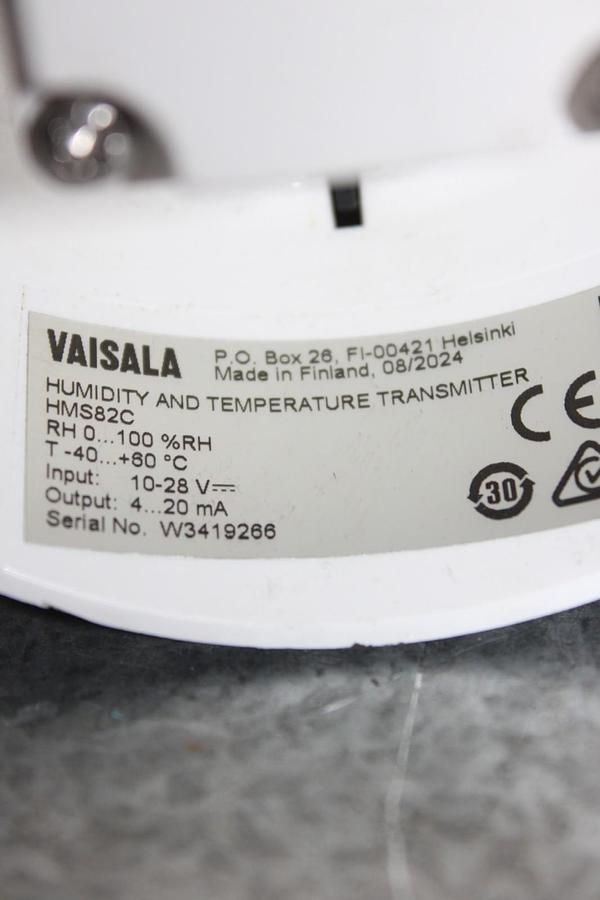 VAISALA
P.O. Box 26, FI-00421 Helsinki
Made in Finland, 08/2024
HUMIDITY AND TEMPERATURE TRANSMITTER
HMS82C
RH 0...100 %RH
T -40...+60 °C
Input: 10-28 V⎓
Output: 4...20 mA
Serial No. W3419266
CE
30